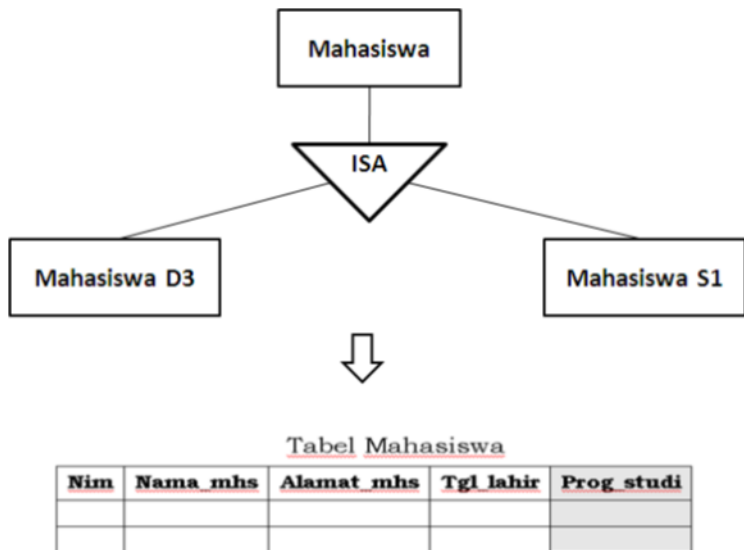 Mahasiswa
ISA
Mahasiswa D3
Mahasiswa S1
Tabel Mahasiswa
Nim Nama_mhs Alamat_mhs Tgl_lahir Prog_studi